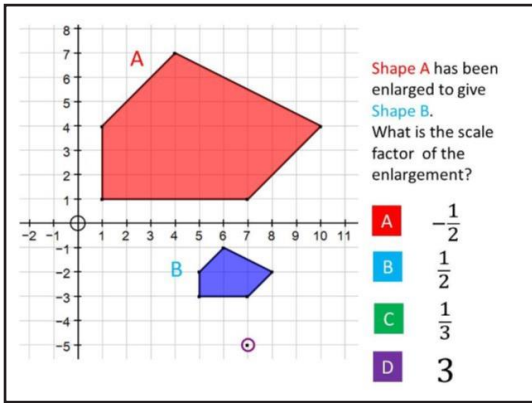 8
7
A
6
5
4
3
2
1
−2 −1 1 2 3 4 5 6 7 8 9 10 11
−1
B
−2
−3
−4
−5
Shape A has been
enlarged to give
Shape B.
What is the scale
factor of the
enlargement?
A −1/2
B 1/2
C 1/3
D 3